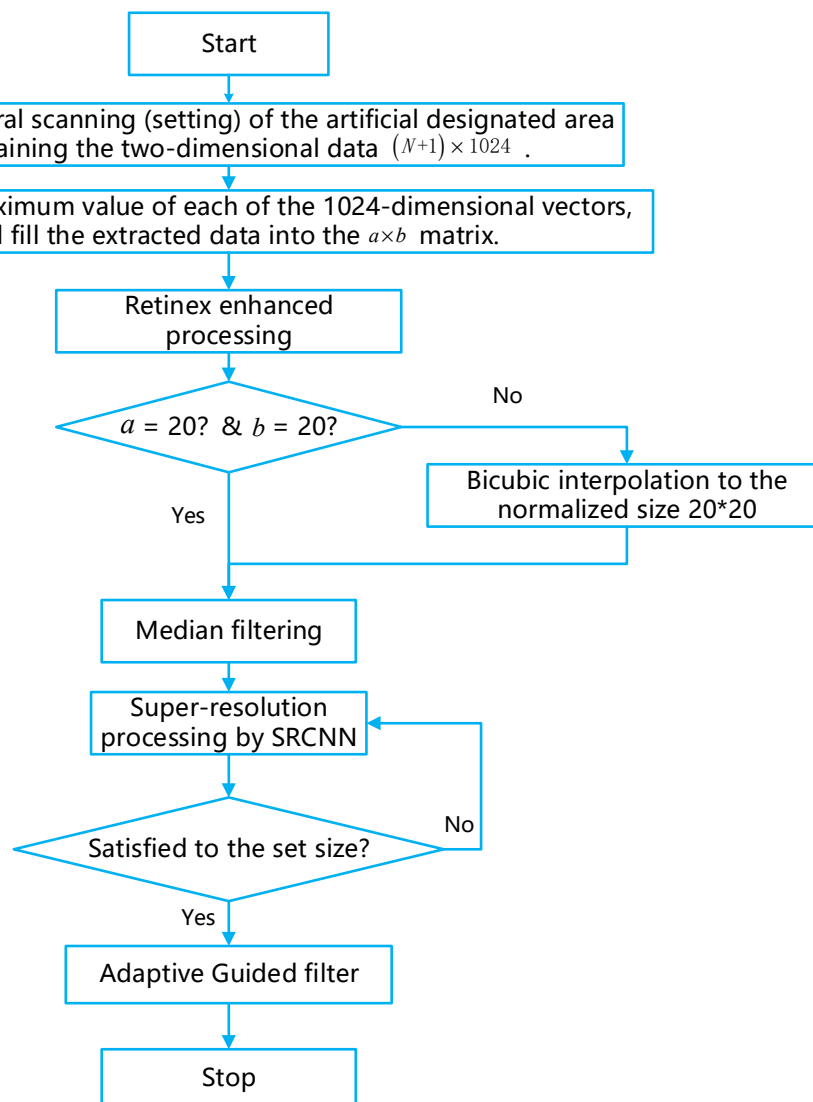 Start
scanning (setting) of the artificial designated area
the two-dimensional data (N+1) × 1024 .
value of each of the 1024-dimensional vectors,
fill the extracted data into the a×b matrix.
Retinex enhanced
processing
a = 20? & b = 20?
No
Bicubic interpolation to the
normalized size 20*20
Yes
Median filtering
Super-resolution
processing by SRCNN
No
Satisfied to the set size?
Yes
Adaptive Guided filter
Stop